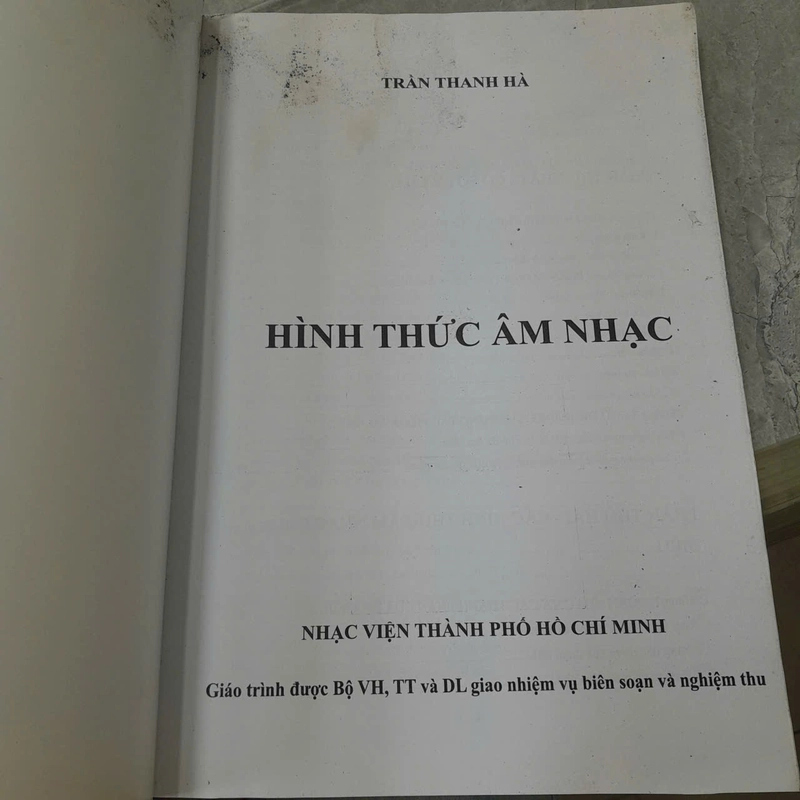 TRẦN THANH HÀ
HÌNH THỨC ÂM NHẠC
NHẠC VIỆN THÀNH PHỐ HỒ CHÍ MINH
Giáo trình được Bộ VH, TT và DL giao nhiệm vụ biên soạn và nghiệm thu